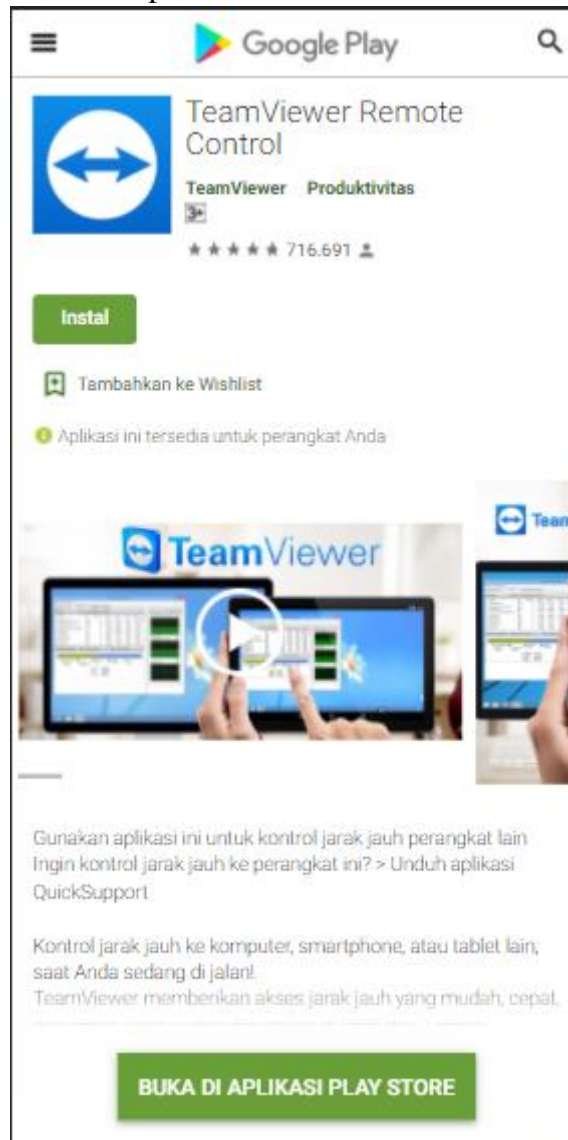 Google Play
TeamViewer Remote
Control
TeamViewer Produktivitas
3+
716.691
Instal
Tambahkan ke Wishlist
Aplikasi ini tersedia untuk perangkat Anda
TeamViewer
Team
Gunakan aplikasi ini untuk kontrol jarak jauh perangkat lain
Ingin kontrol jarak jauh ke perangkat ini? > Unduh aplikasi
QuickSupport
Kontrol jarak jauh ke komputer, smartphone, atau tablet lain,
saat Anda sedang di jalan!
TeamViewer memberikan akses jarak jauh yang mudah, cepat,
BUKA DI APLIKASI PLAY STORE